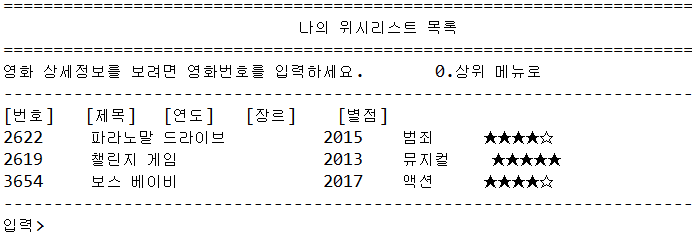 =====================================================================
나의 위시리스트 목록
=====================================================================
영화 상세정보를 보려면 영화번호를 입력하세요. 0.상위 메뉴로
---------------------------------------------------------------------
[번호] [제목] [연도] [장르] [별점]
2622 파라노말 드라이브 2015 범죄 ★★★★☆
2619 챌린지 게임 2013 뮤지컬 ★★★★★
3654 보스 베이비 2017 액션 ★★★★☆
---------------------------------------------------------------------
입력>